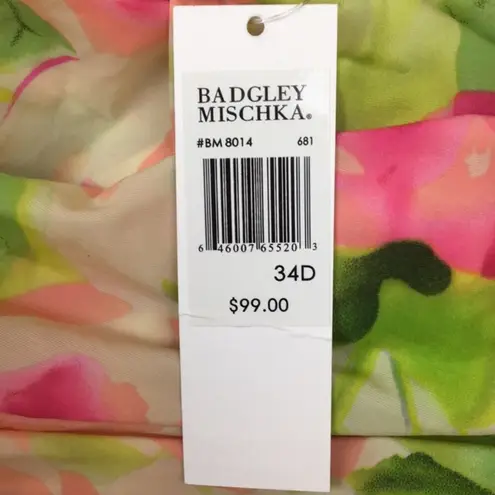 BADGLEY
MISCHKA®
#BM 8014 681
6 46007 65520 3
34D
$99.00